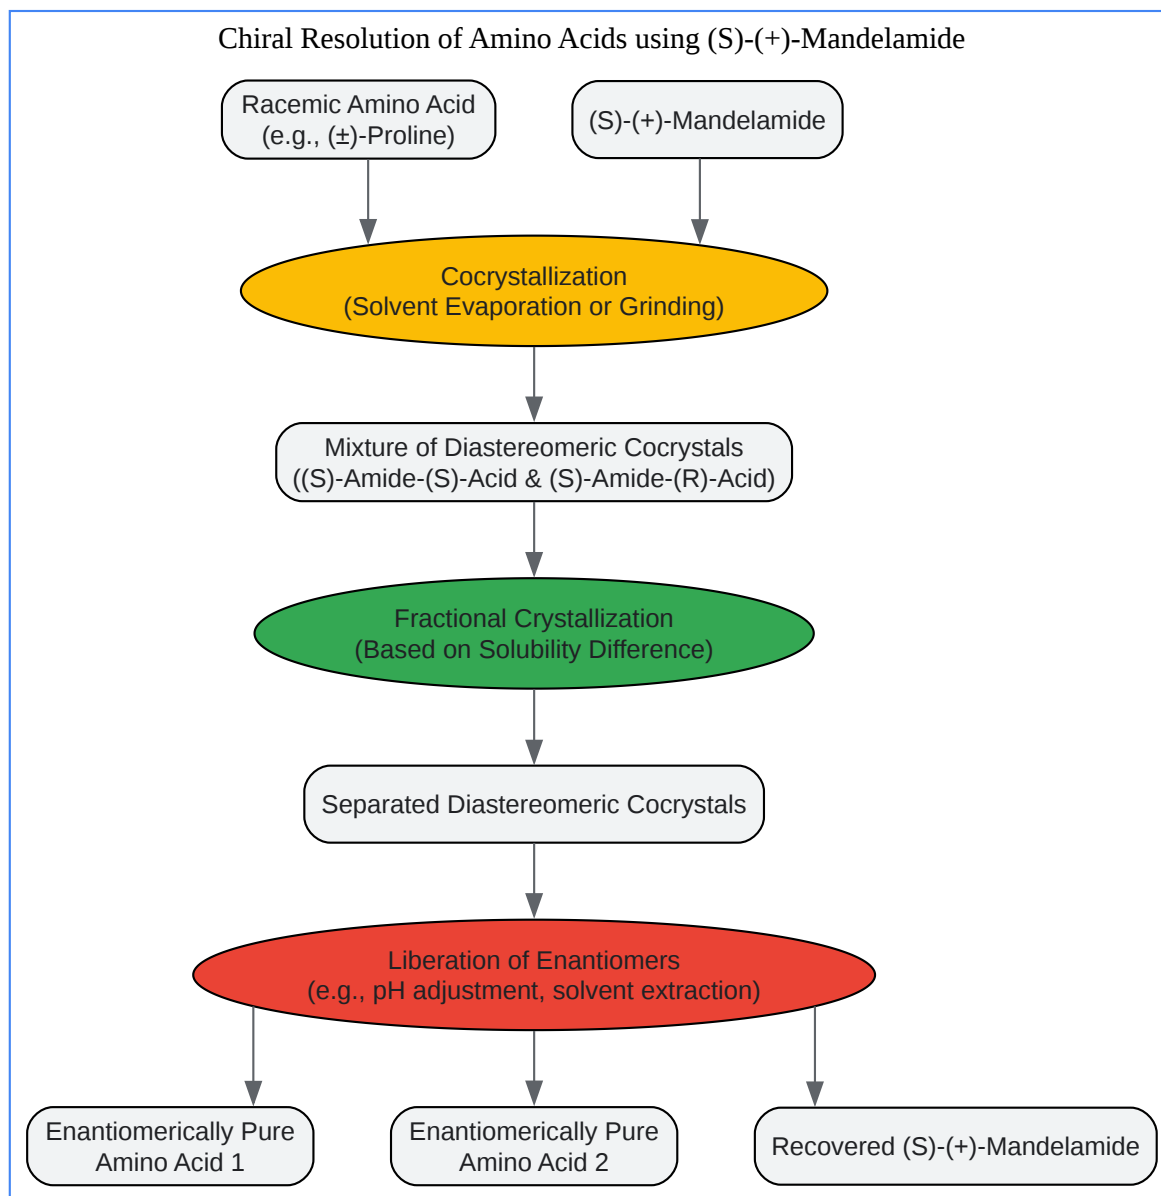 Chiral Resolution of Amino Acids using (S)-(+)-Mandelamide
Racemic Amino Acid
(e.g., (±)-Proline)
(S)-(+)-Mandelamide
Cocrystallization
(Solvent Evaporation or Grinding)
Mixture of Diastereomeric Cocrystals
((S)-Amide-(S)-Acid & (S)-Amide-(R)-Acid)
Fractional Crystallization
(Based on Solubility Difference)
Separated Diastereomeric Cocrystals
Liberation of Enantiomers
(e.g., pH adjustment, solvent extraction)
Enantiomerically Pure
Amino Acid 1
Enantiomerically Pure
Amino Acid 2
Recovered (S)-(+)-Mandelamide